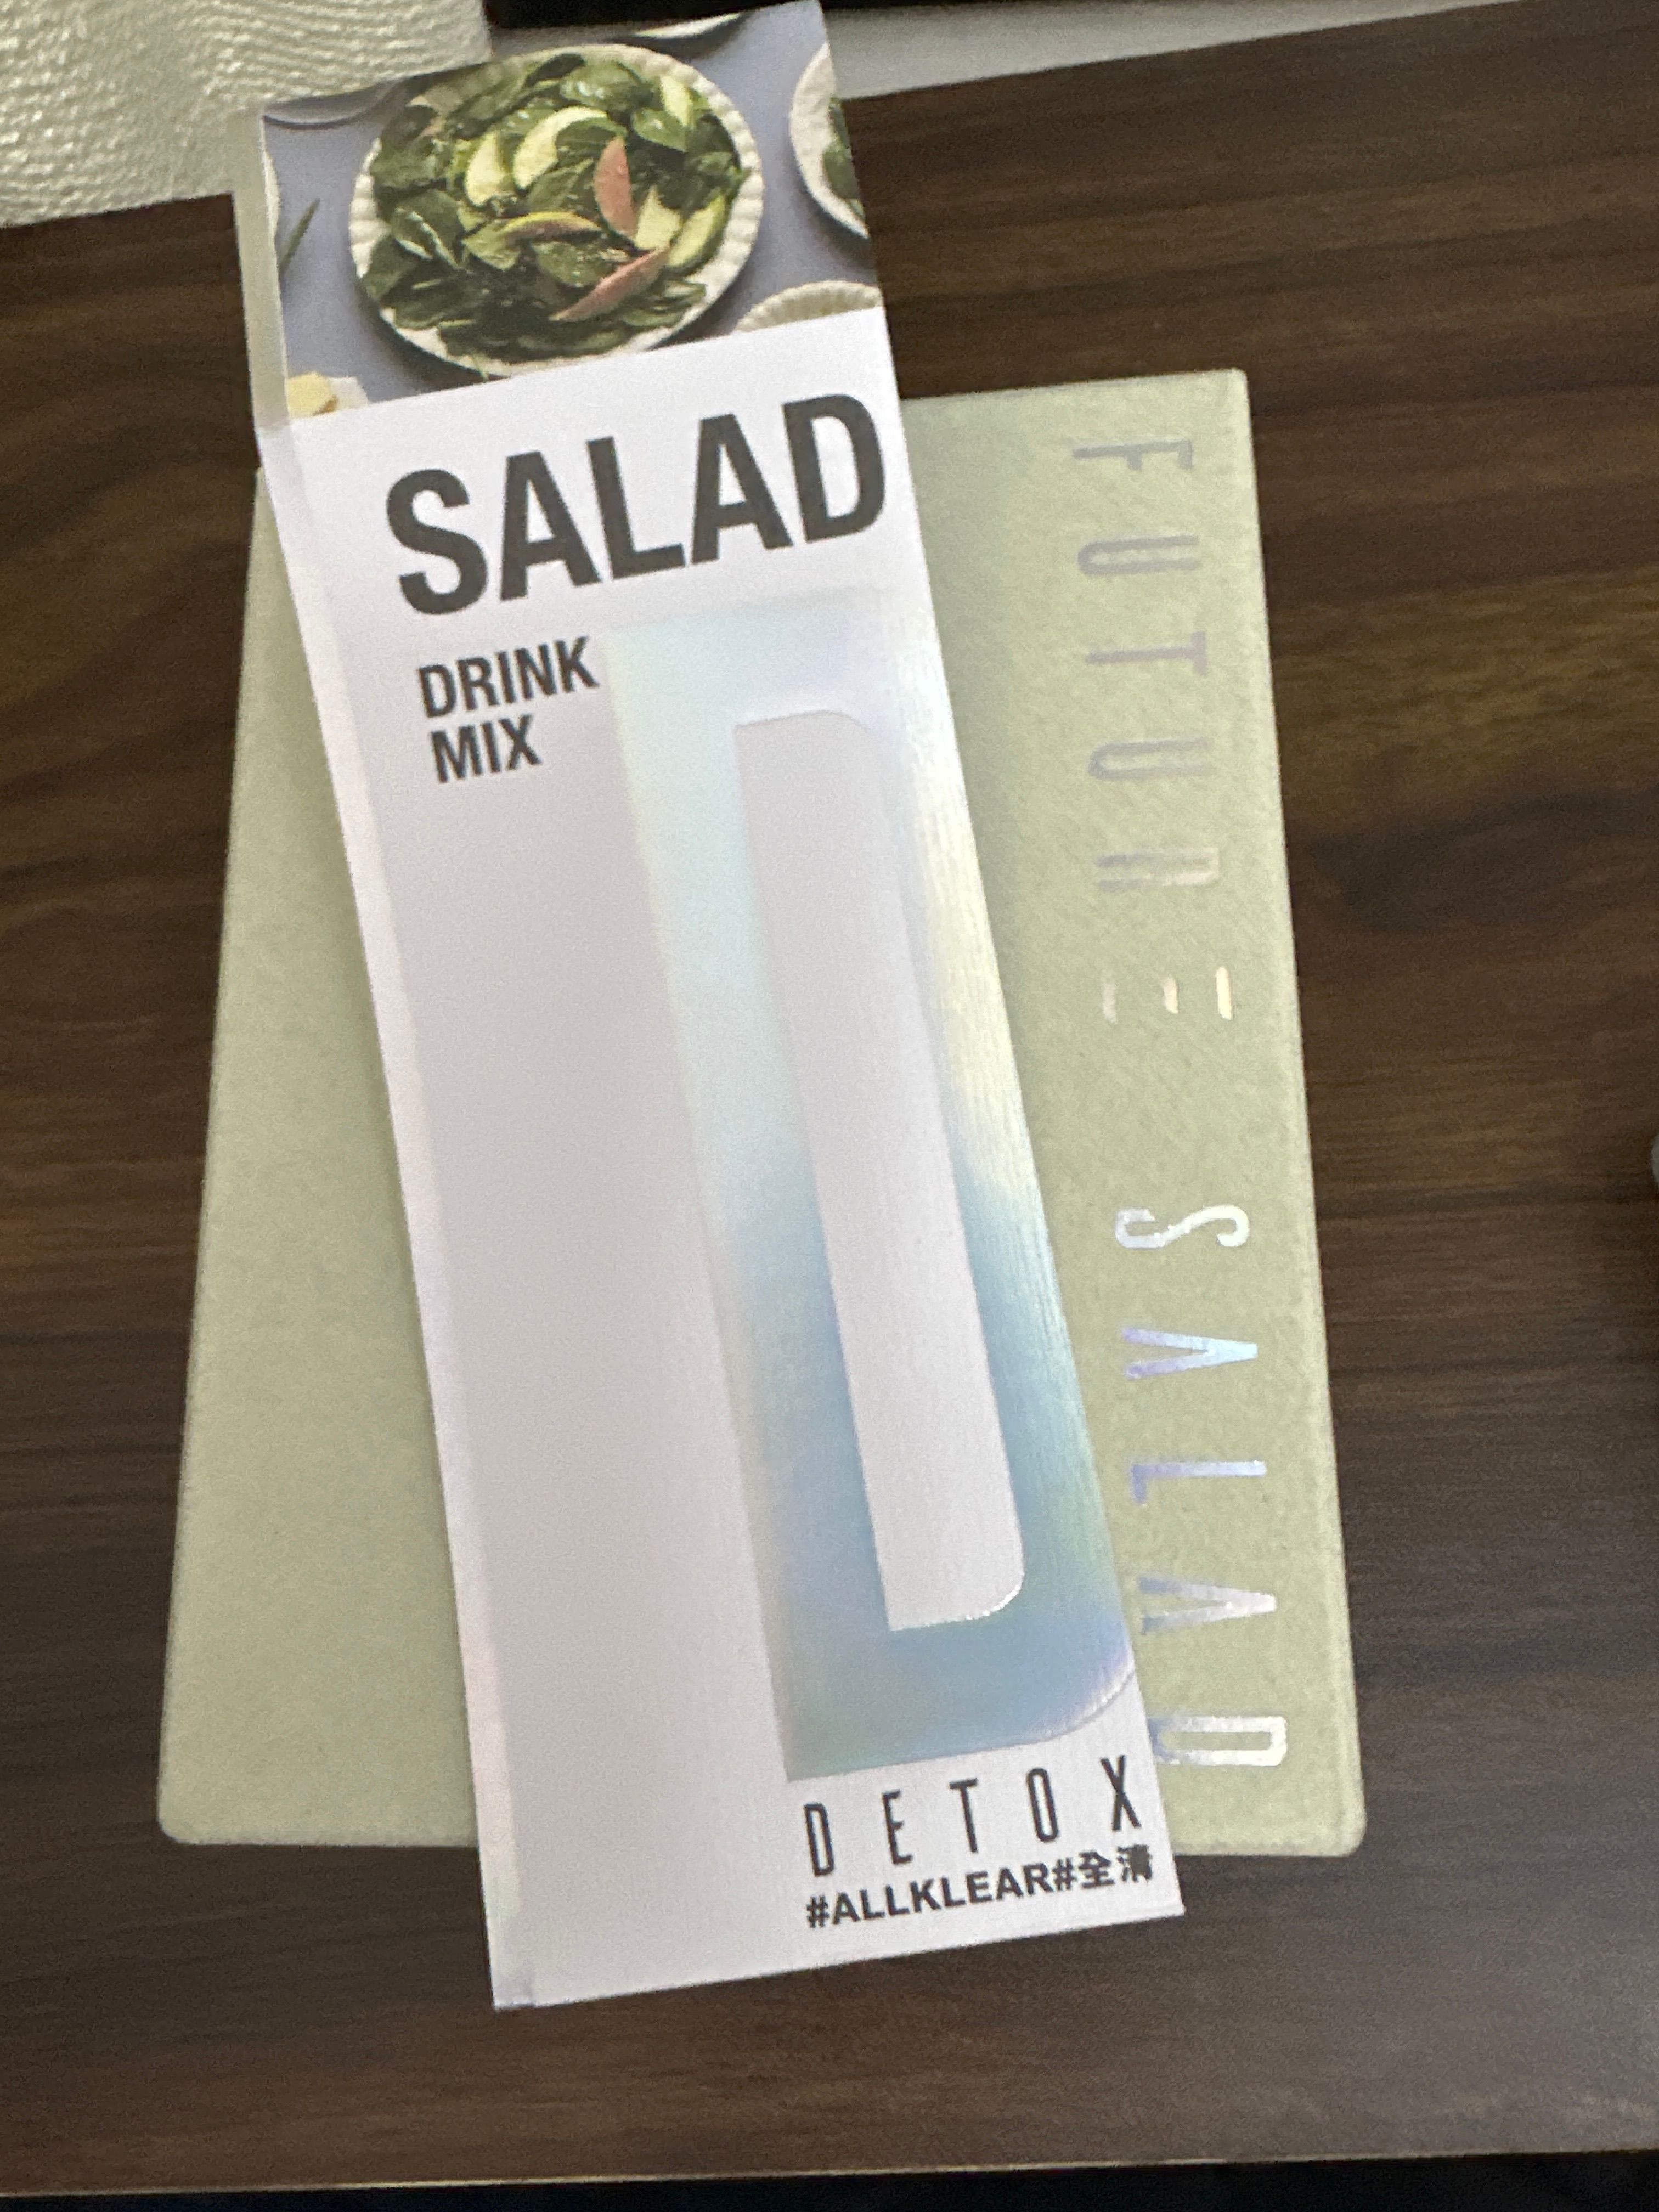 SALAD
DRINK
MIX
D
DETOX
#ALLKLEAR#全清
FUTURE SALAD